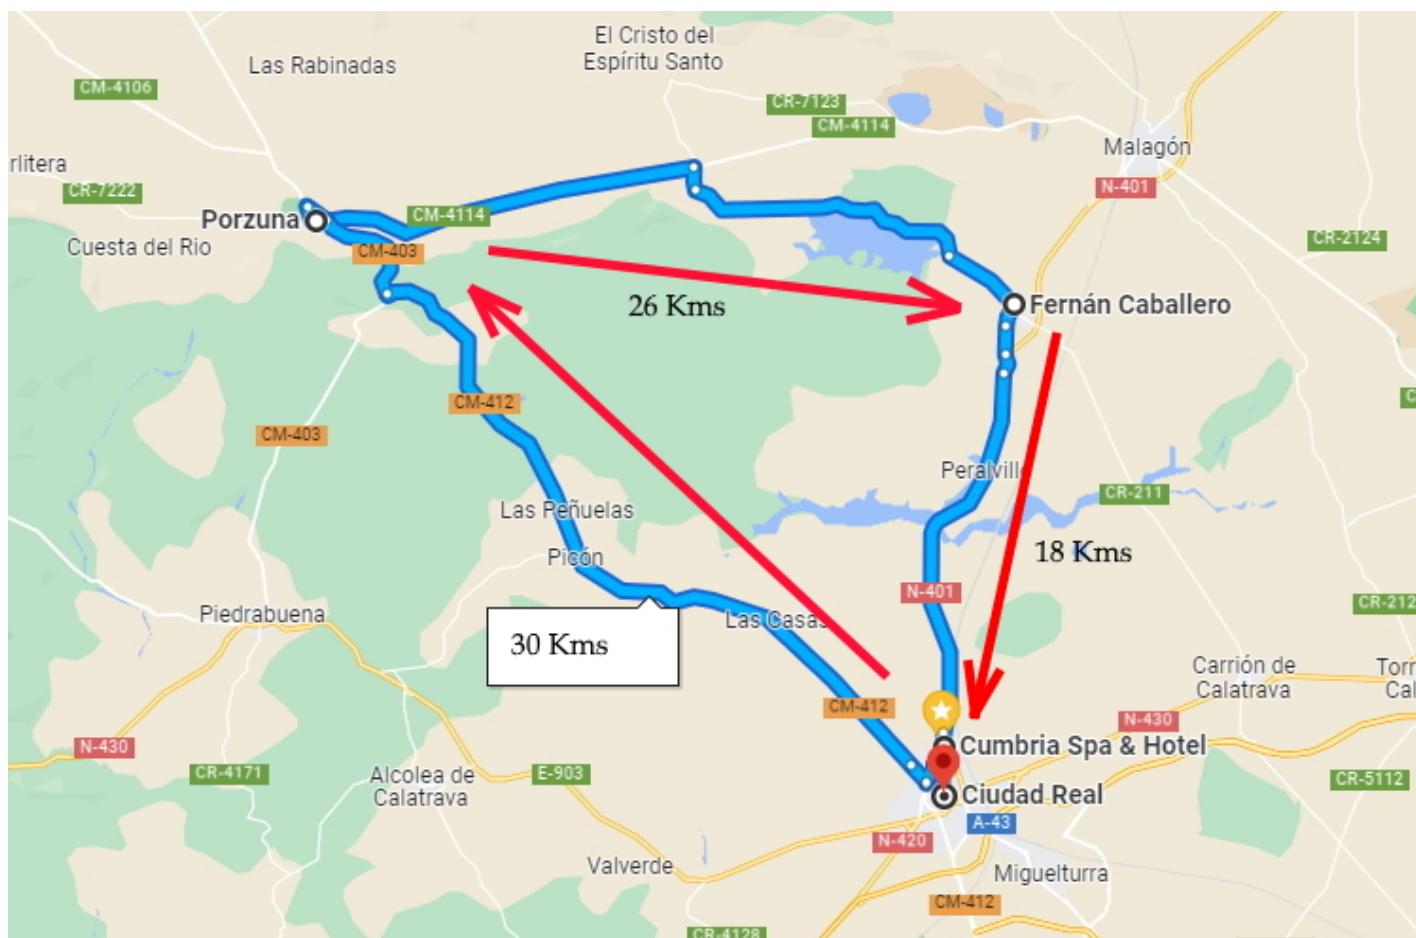 El Cristo del
Espíritu Santo
Las Rabinadas
CM-4106
CR-7123
CM-4114
Malagón
rlitera
CR-7222
N-401
Porzuna
CM-4114
Cuesta del Rio
CM-403
CR-2124
26 Kms
Fernán Caballero
CM-412
CM-403
Peralvillo
CR-211
Las Peñuelas
Picón
18 Kms
N-401
Piedrabuena
CR-212
Las Casas
30 Kms
Carrión de
Calatrava
Torr
Cal
CM-412
N-430
N-430
Cumbria Spa & Hotel
CR-4171
Alcolea de
Calatrava
E-903
CR-5112
Ciudad Real
A-43
N-420
Valverde
Miguelturra
CM-412
CR-4128